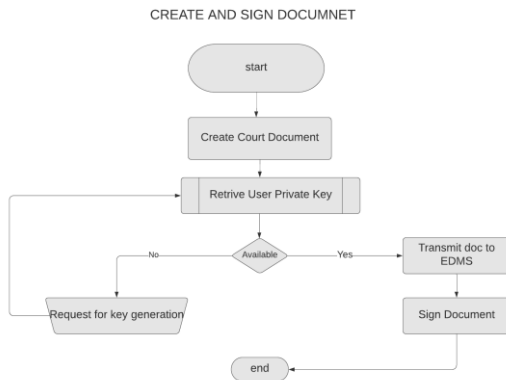 CREATE AND SIGN DOCUMNET
start
Create Court Document
Retrive User Private Key
Available
No
Yes
Transmit doc to
EDMS
Request for key generation
Sign Document
end